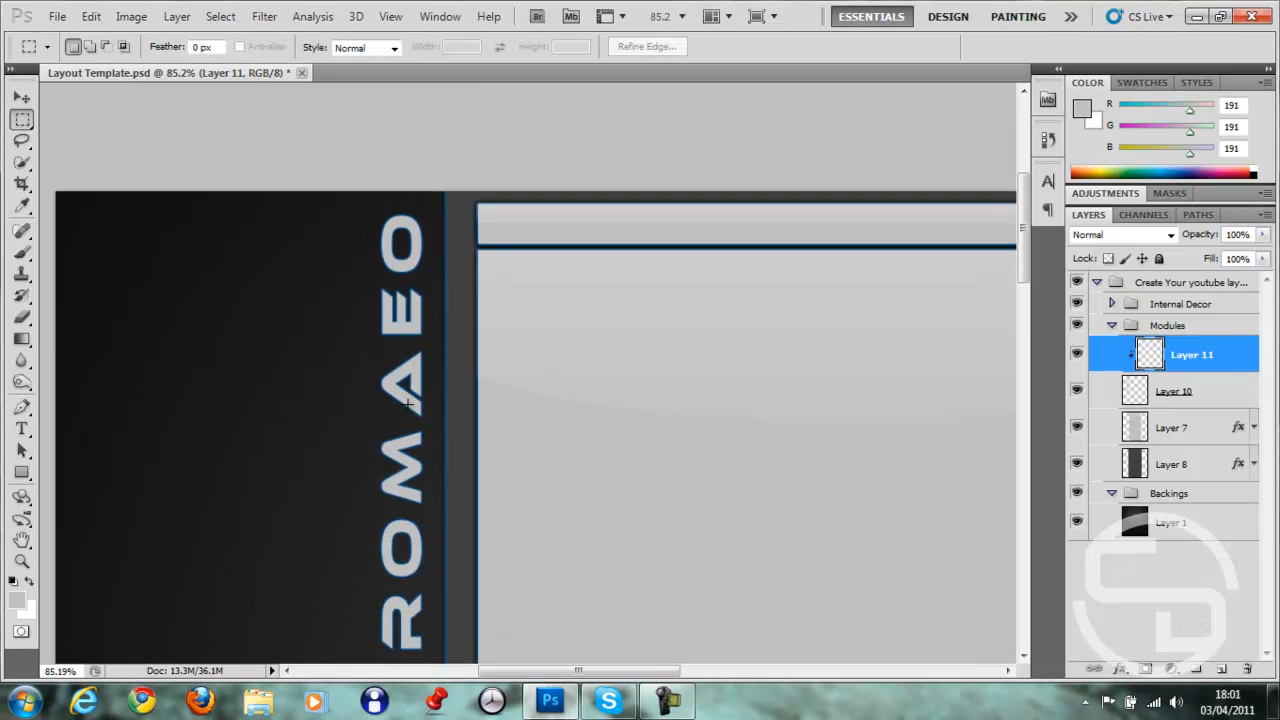 Ps
File Edit Image Layer Select Filter Analysis 3D View Window Help Br Mb 85.2 ESSENTIALS DESIGN PAINTING CS Live
Feather: 0 px Anti-alias Style: Normal Width: Height: Refine Edge...
Layout Template.psd @ 85.2% (Layer 11, RGB/8) *
COLOR SWATCHES STYLES
R 191
G 191
B 191
ADJUSTMENTS MASKS
LAYERS CHANNELS PATHS
Normal Opacity: 100%
Lock: Fill: 100%
Create Your youtube lay...
Internal Decor
Modules
Layer 11
Layer 10
Layer 7 fx
Layer 8 fx
Backings
Layer 1
ROMAEO
85.19% Doc: 13.3M/36.1M
18:01
03/04/2011